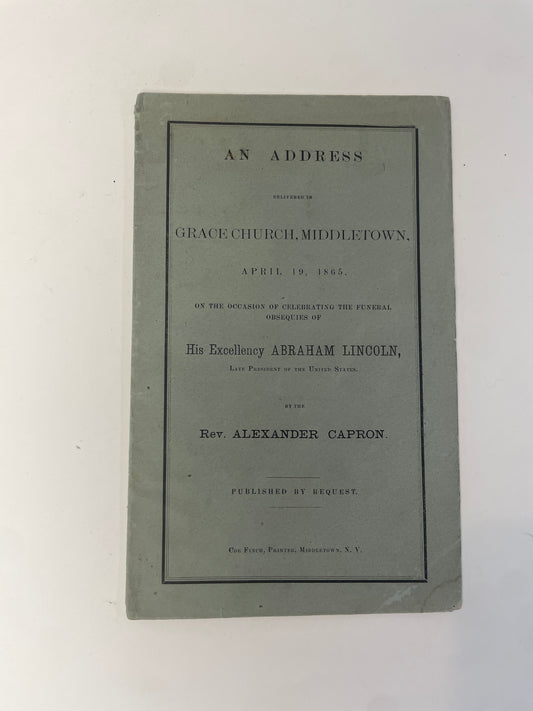 AN ADDRESS
DELIVERED IN
GRACE CHURCH, MIDDLETOWN,
APRIL 19, 1865,
ON THE OCCASION OF CELEBRATING THE FUNERAL
OBSEQUIES OF
His Excellency ABRAHAM LINCOLN,
LATE PRESIDENT OF THE UNITED STATES.
BY THE
Rev. ALEXANDER CAPRON.
PUBLISHED BY REQUEST.
COE FINCH, PRINTER, MIDDLETOWN, N. Y.